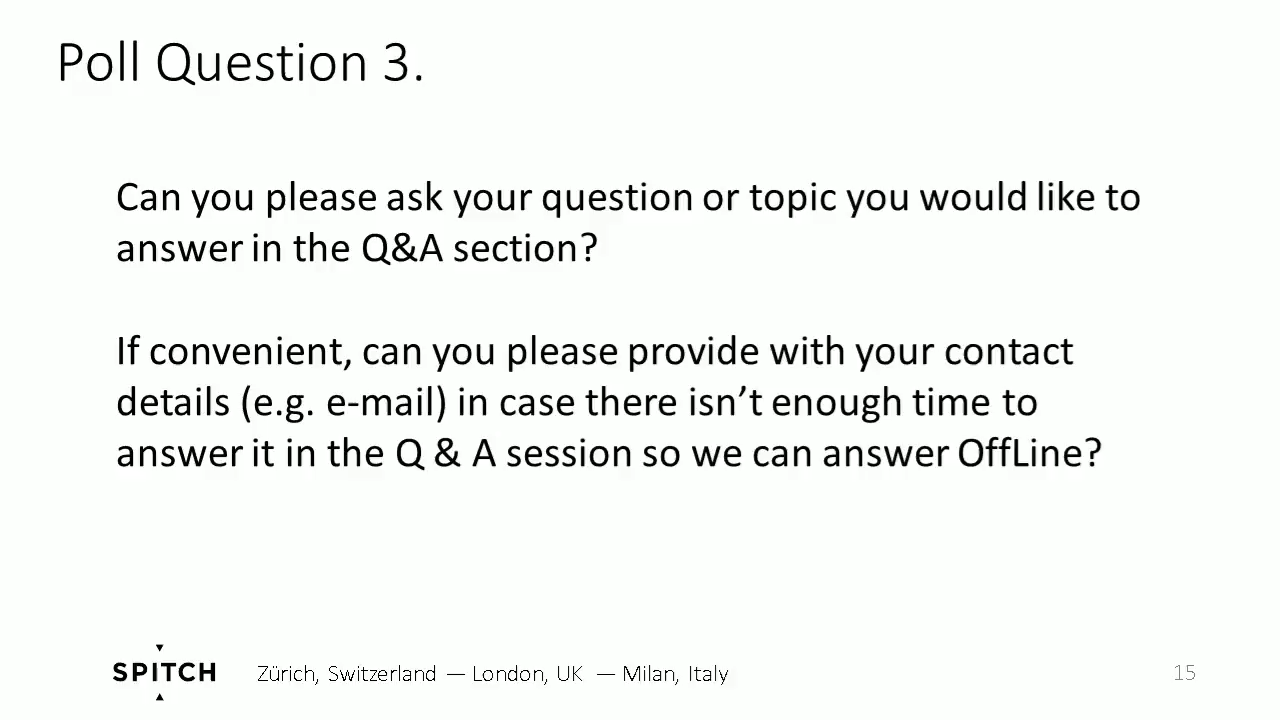 Poll Question 3.
Can you please ask your question or topic you would like to
answer in the Q&A section?
If convenient, can you please provide with your contact
details (e.g. e-mail) in case there isn’t enough time to
answer it in the Q & A session so we can answer OffLine?
SPITCH Zürich, Switzerland — London, UK — Milan, Italy 15